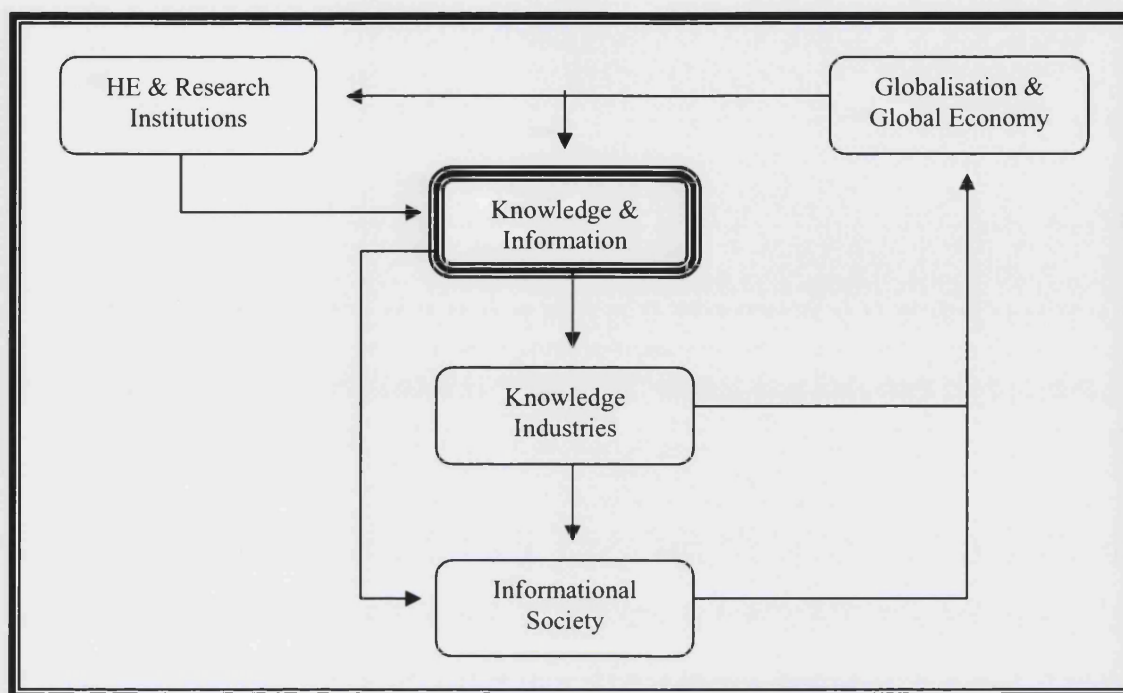 HE & Research
Institutions
Globalisation &
Global Economy
Knowledge &
Information
Knowledge
Industries
Informational
Society